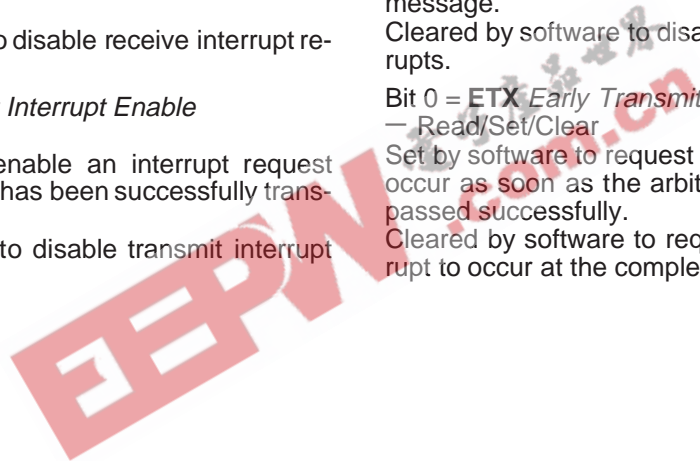 o disable receive interrupt re-
Interrupt Enable
enable an interrupt request
has been successfully trans-
to disable transmit interrupt
message.
Cleared by software to disa
rupts.
Bit 0 = ETX Early Transmit
— Read/Set/Clear
Set by software to request
occur as soon as the arbit
passed successfully.
Cleared by software to req
rupt to occur at the comple
EEPW
.com.cn